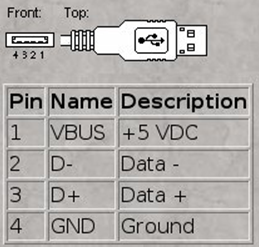 Front: Top:
4 3 2 1
Pin Name Description
1 VBUS +5 VDC
2 D- Data -
3 D+ Data +
4 GND Ground